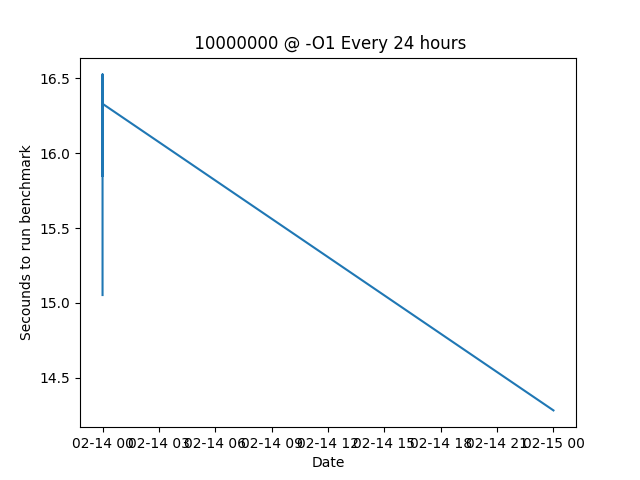 10000000 @ -O1 Every 24 hours
Secounds to run benchmark
16.5
16.0
15.5
15.0
14.5
02-14 00 02-14 03 02-14 06 02-14 09 02-14 12 02-14 15 02-14 18 02-14 21 02-15 00
Date